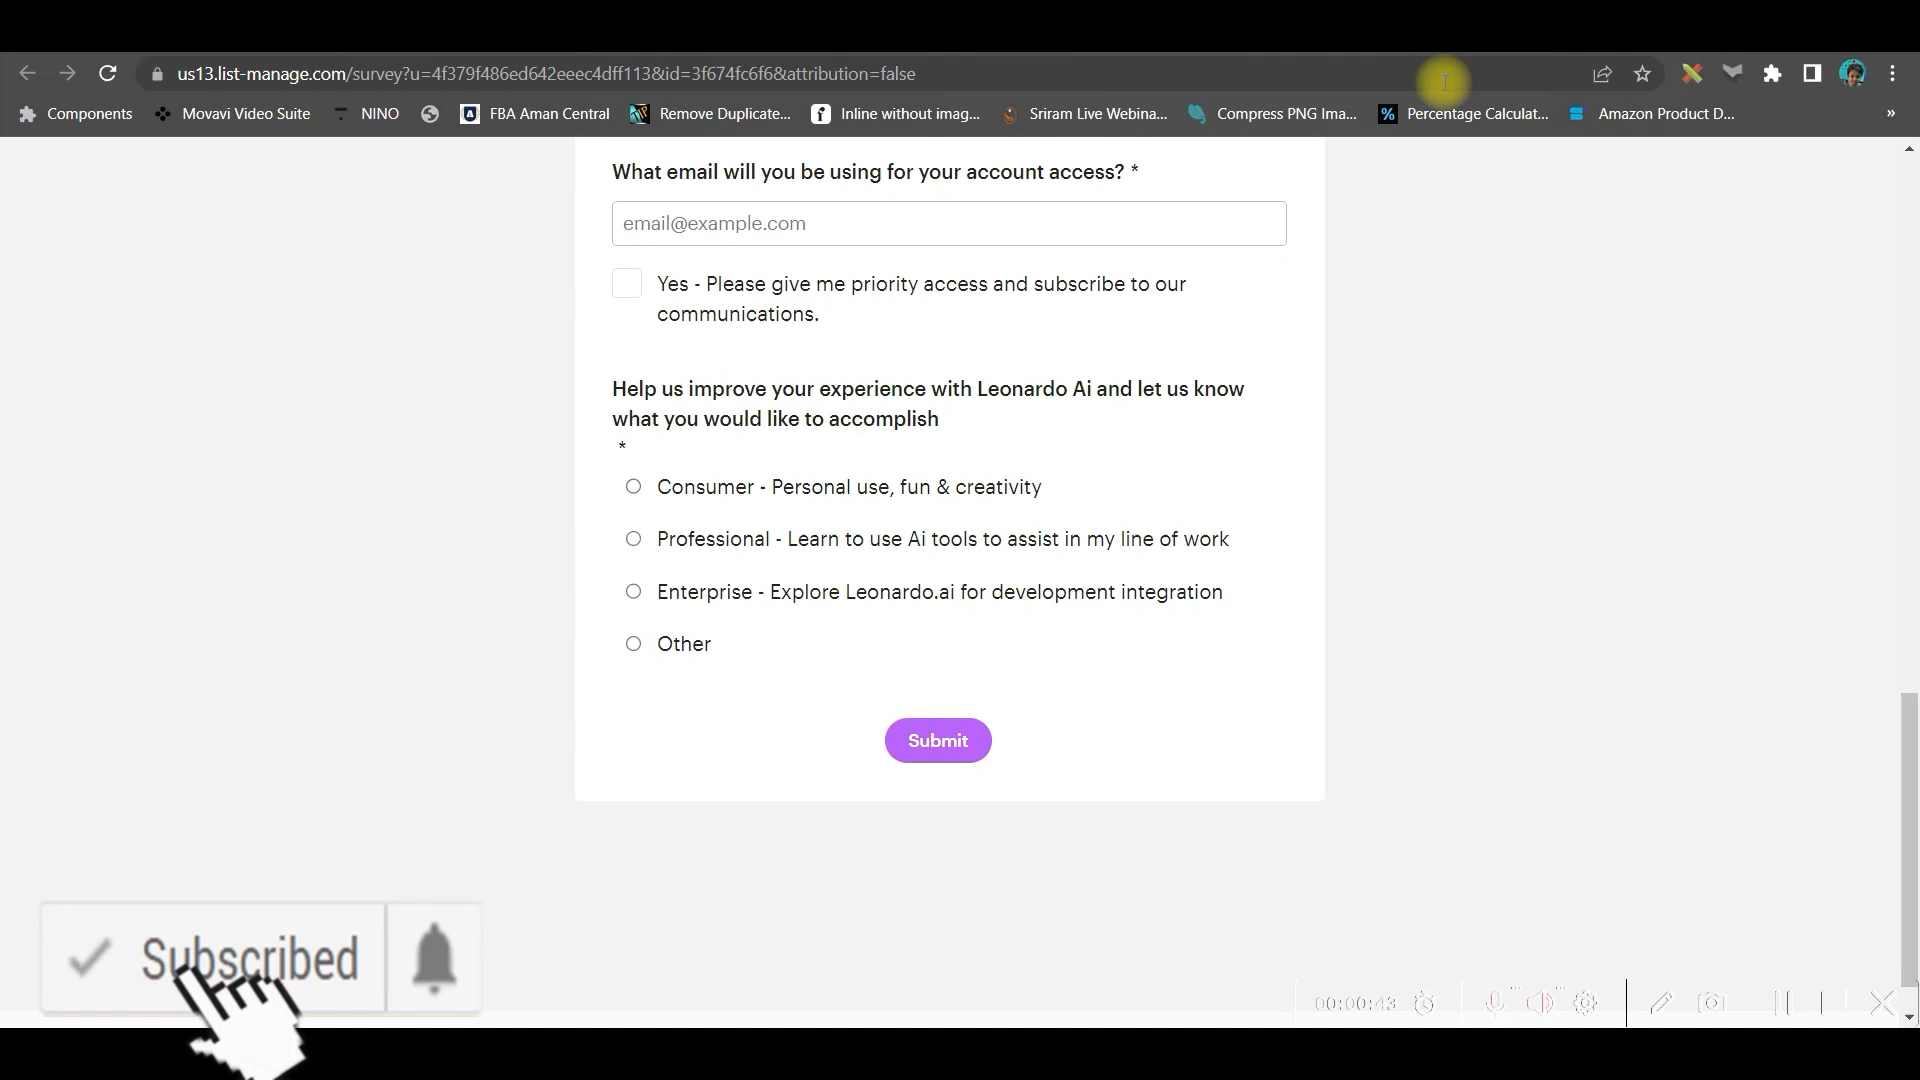 us13.list-manage.com/survey?u=4f379f486ed642eeec4dff113&id=3f674fc6f6&attribution=false
Components Movavi Video Suite NINO FBA Aman Central Remove Duplicate... Inline without imag... Sriram Live Webina... Compress PNG Ima... % Percentage Calculat... Amazon Product D... »
What email will you be using for your account access? *
email@example.com
Yes - Please give me priority access and subscribe to our
communications.
Help us improve your experience with Leonardo Ai and let us know
what you would like to accomplish
*
Consumer - Personal use, fun & creativity
Professional - Learn to use Ai tools to assist in my line of work
Enterprise - Explore Leonardo.ai for development integration
Other
Submit
Subscribed
00:00:43